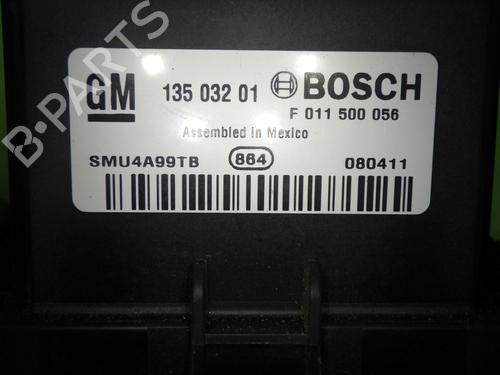 B-PARTS
GM 135 032 01 BOSCH
F 011 500 056
Assembled in Mexico
SMU4A99TB 864 080411